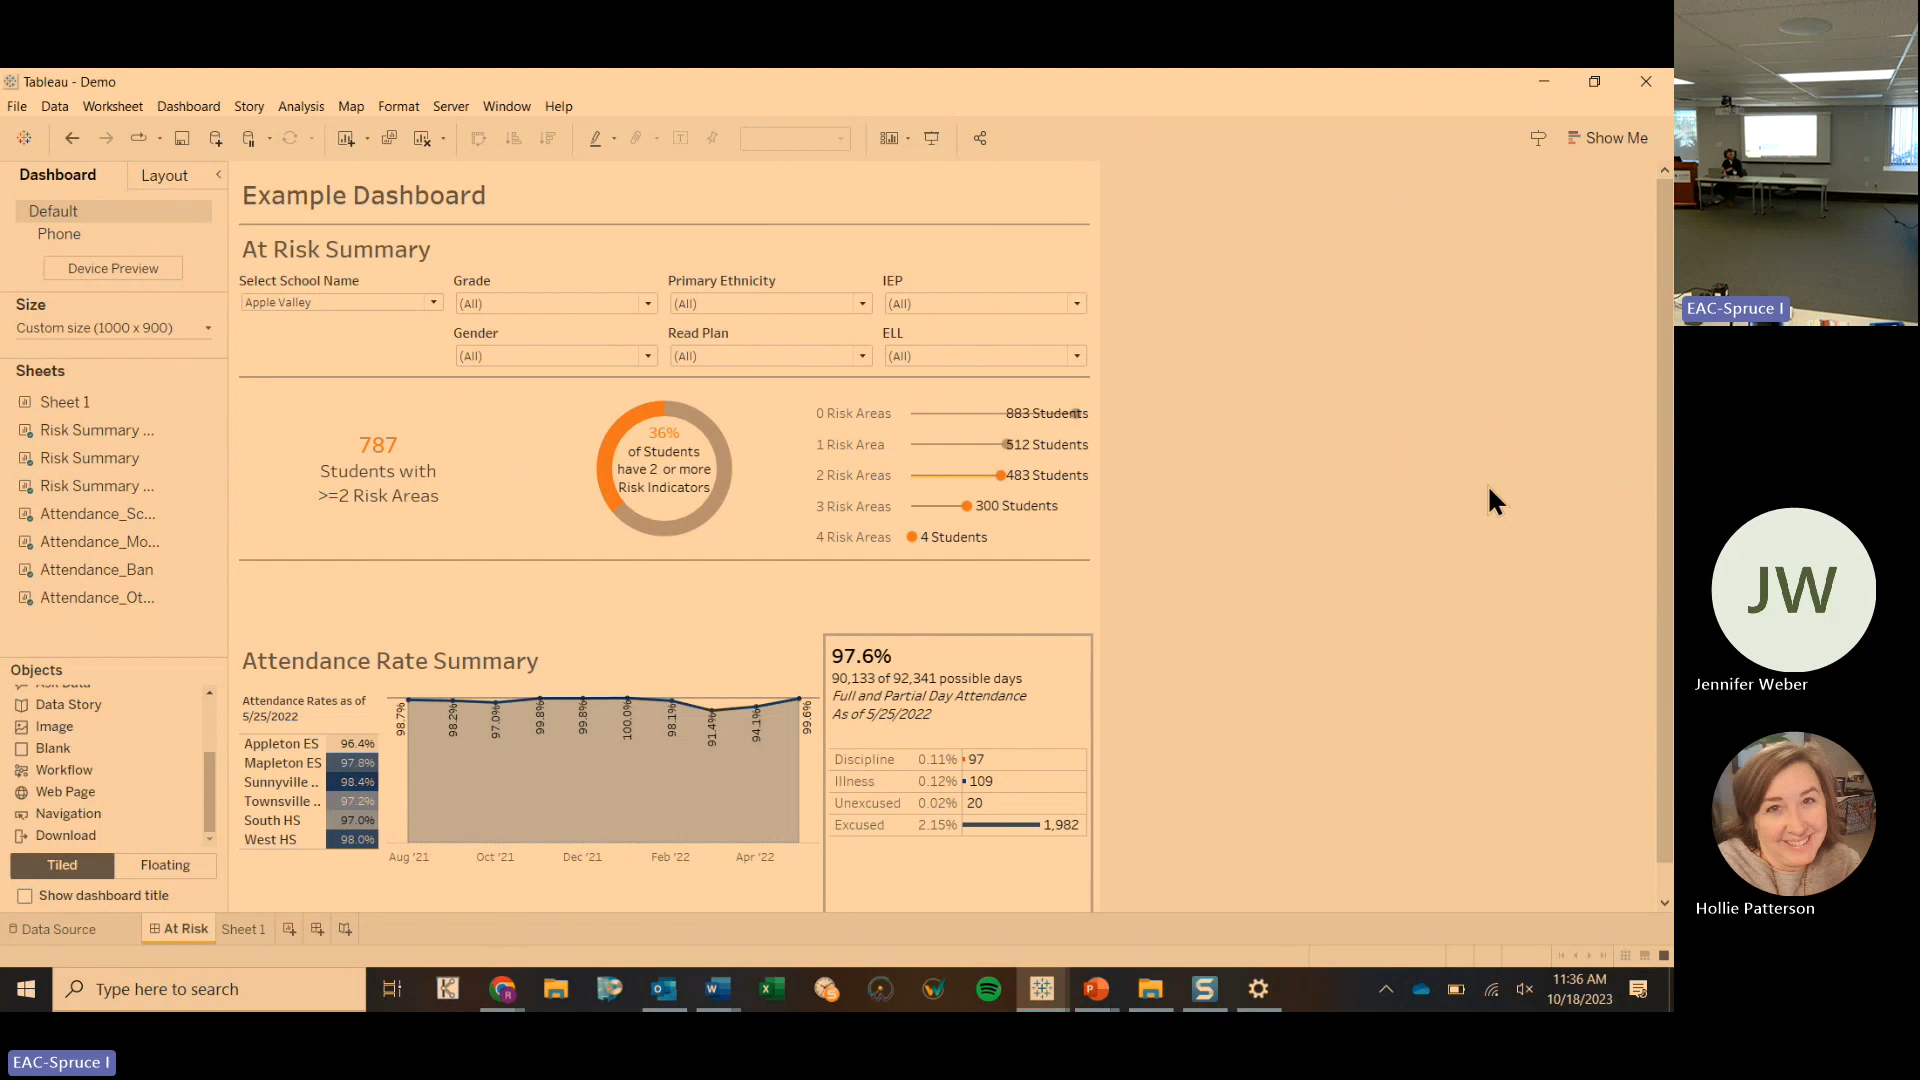 Tableau - Demo
File Data Worksheet Dashboard Story Analysis Map Format Server Window Help
Show Me
Dashboard Layout
Default
Phone
Device Preview
Size
Custom size (1000 x 900)
Sheets
Sheet 1
Risk Summary ...
Risk Summary
Risk Summary ...
Attendance_Sc...
Attendance_Mo...
Attendance_Ban
Attendance_Ot...
Objects
Data Story
Image
Blank
Workflow
Web Page
Navigation
Download
Tiled Floating
Show dashboard title
Example Dashboard
At Risk Summary
Select School Name Grade Primary Ethnicity IEP
Apple Valley (All) (All) (All)
Gender Read Plan ELL
(All) (All) (All)
787
Students with
>=2 Risk Areas
36%
of Students
have 2 or more
Risk Indicators
0 Risk Areas 883 Students
1 Risk Area 512 Students
2 Risk Areas 483 Students
3 Risk Areas 300 Students
4 Risk Areas 4 Students
Attendance Rate Summary
Attendance Rates as of
5/25/2022
Appleton ES 96.4%
Mapleton ES 97.8%
Sunnyville .. 98.4%
Townsville .. 97.2%
South HS 97.0%
West HS 98.0%
98.7% 98.2% 97.0% 99.8% 99.8% 100.0% 98.1% 91.4% 94.1% 99.6%
Aug '21 Oct '21 Dec '21 Feb '22 Apr '22
97.6%
90,133 of 92,341 possible days
Full and Partial Day Attendance
As of 5/25/2022
Discipline 0.11% 97
Illness 0.12% 109
Unexcused 0.02% 20
Excused 2.15% 1,982
Data Source At Risk Sheet 1
Type here to search
11:36 AM
10/18/2023
EAC-Spruce I
JW
Jennifer Weber
Hollie Patterson
EAC-Spruce I